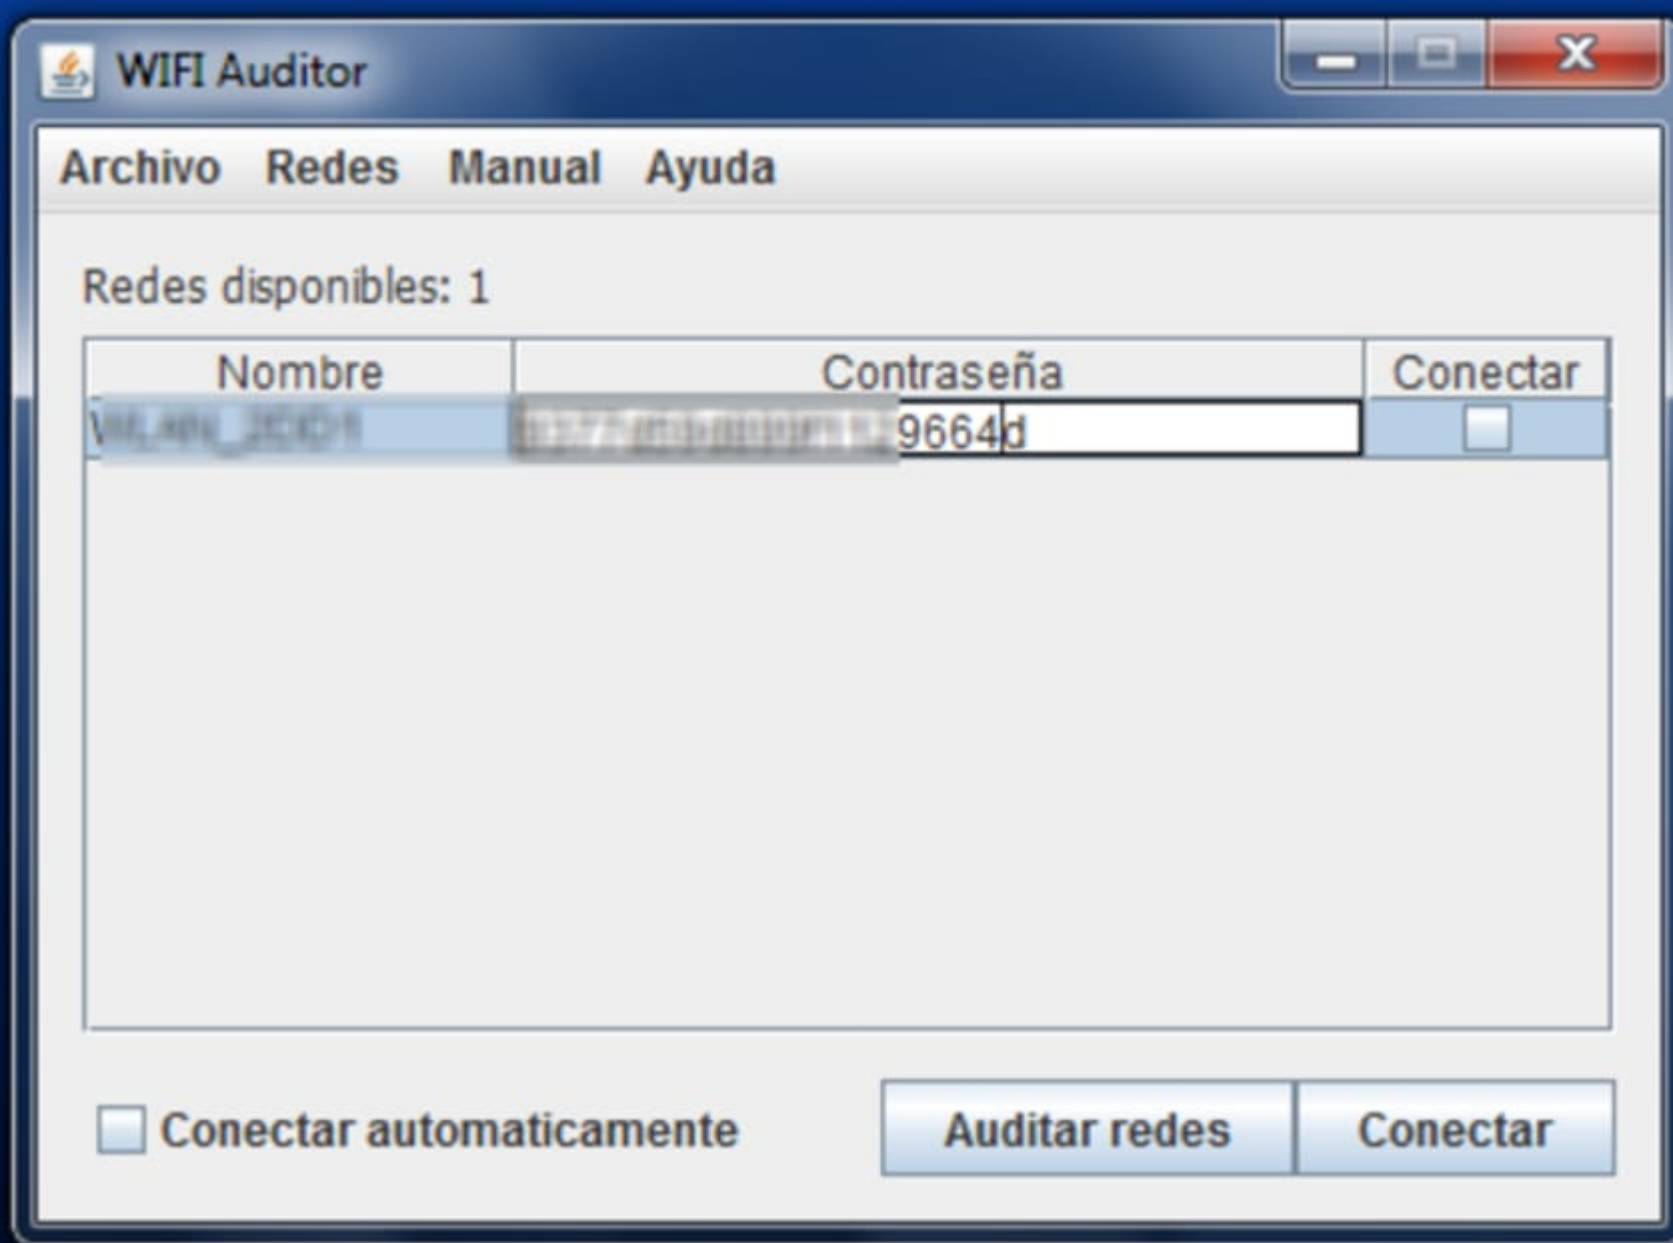 WIFI Auditor
Archivo Redes Manual Ayuda
Redes disponibles: 1
Nombre Contraseña Conectar
9664d
Conectar automaticamente Auditar redes Conectar